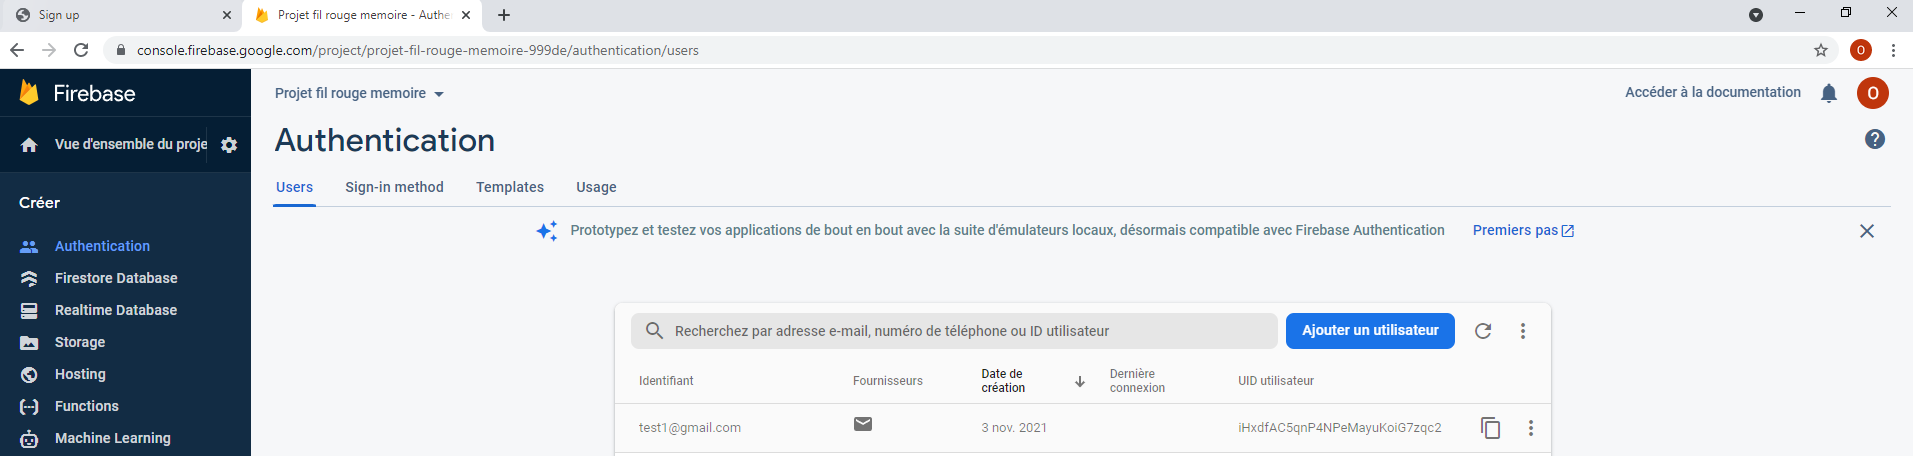 Sign up
Projet fil rouge memoire - Authe
console.firebase.google.com/project/projet-fil-rouge-memoire-999de/authentication/users
O
Firebase
Projet fil rouge memoire
Accéder à la documentation
O
Vue d'ensemble du proje
Authentication
?
Users Sign-in method Templates Usage
Créer
Prototypez et testez vos applications de bout en bout avec la suite d'émulateurs locaux, désormais compatible avec Firebase Authentication Premiers pas
Authentication
Firestore Database
Realtime Database
Storage
Hosting
Functions
Machine Learning
Recherchez par adresse e-mail, numéro de téléphone ou ID utilisateur
Ajouter un utilisateur
Identifiant
Fournisseurs
Date de
création
Dernière
connexion
UID utilisateur
test1@gmail.com
3 nov. 2021
iHxdfAC5qnP4NPeMayuKoiG7zqc2